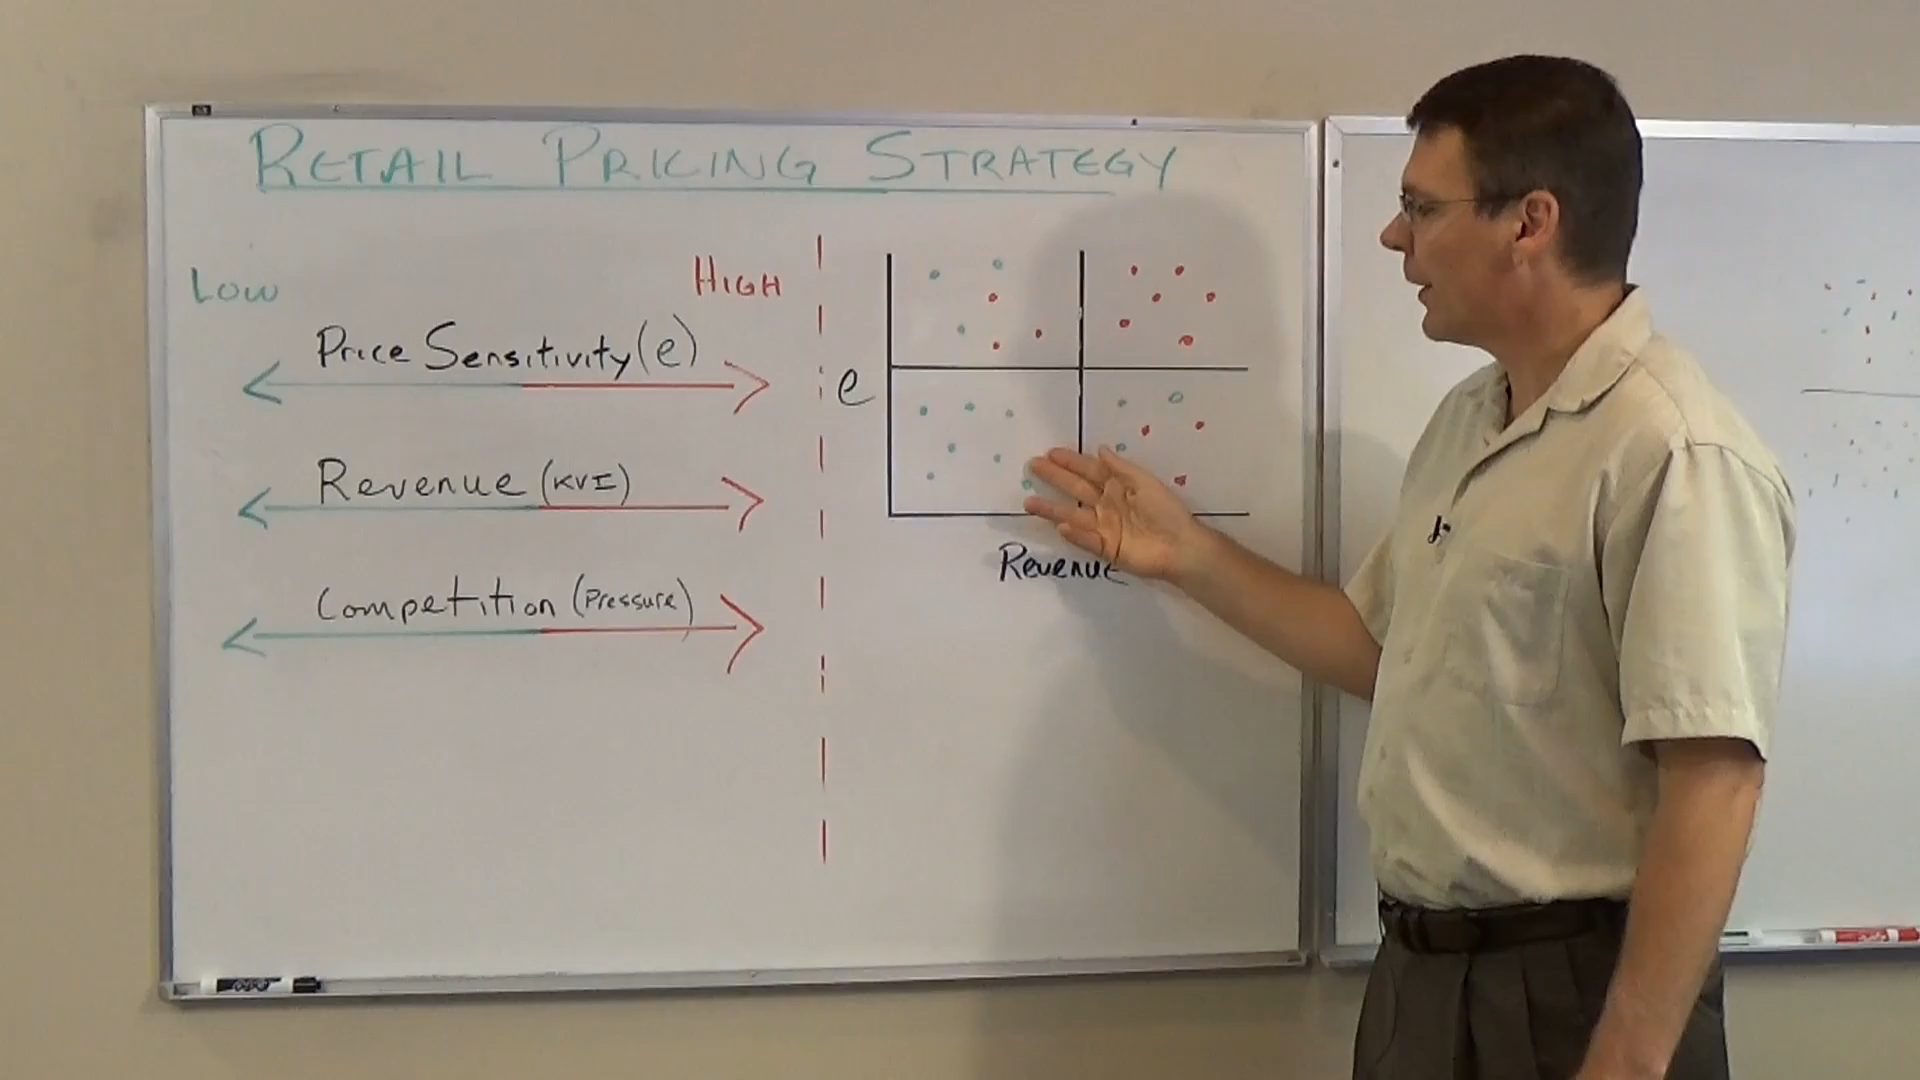 RETAIL PRICING STRATEGY
LOW
HIGH
Price Sensitivity (e)
Revenue (KVI)
Competition (Pressure)
e
Revenue